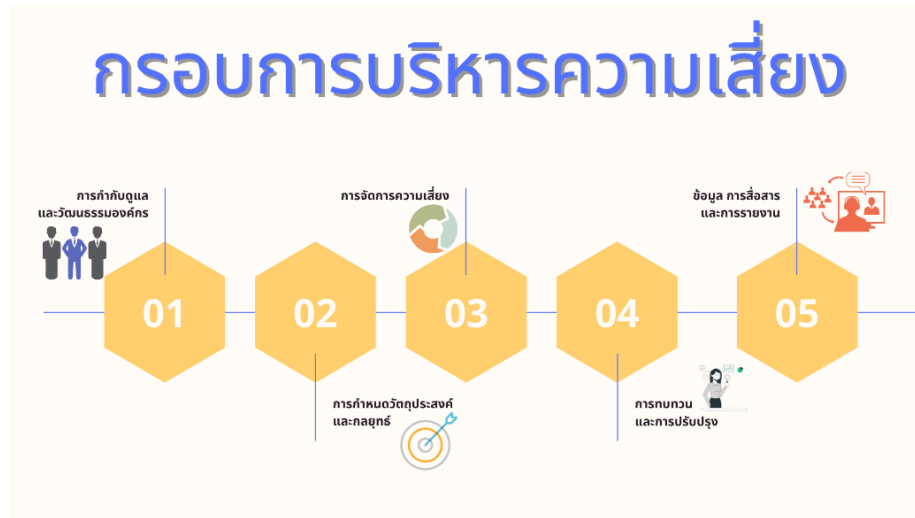 กรอบการบริหารความเสี่ยง
การกำกับดูแล
และวัฒนธรรมองค์กร
01
02
การกำหนดวัตถุประสงค์
และกลยุทธ์
การจัดการความเสี่ยง
03
04
การทบทวน
และการปรับปรุง
ข้อมูล การสื่อสาร
และการรายงาน
05